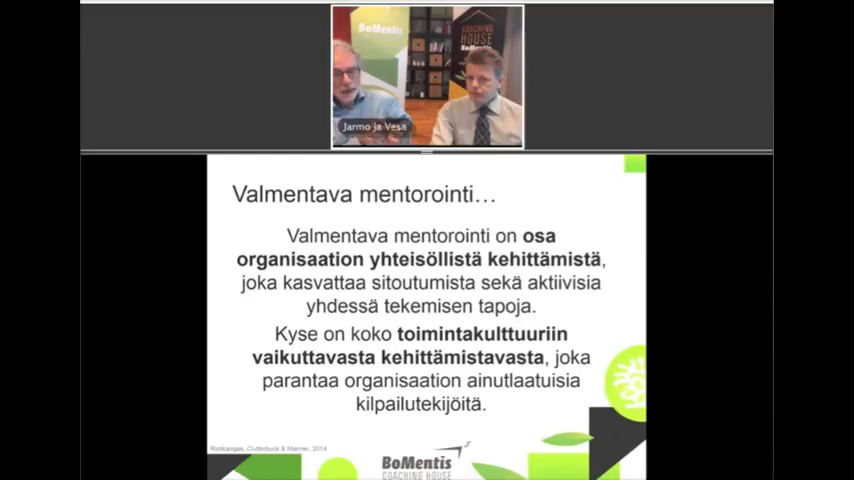 BoMentis
COACHING
HOUSE
BoMentis
Jarmo ja Vesa
Valmentava mentorointi...
Valmentava mentorointi on osa
organisaation yhteisöllistä kehittämistä,
joka kasvattaa sitoutumista sekä aktiivisia
yhdessä tekemisen tapoja.
Kyse on koko toimintakulttuuriin
vaikuttavasta kehittämistavasta, joka
parantaa organisaation ainutlaatuisia
kilpailutekijöitä.
Ristikangas, Clutterbuck & Manner, 2014
BoMentis
COACHING HOUSE